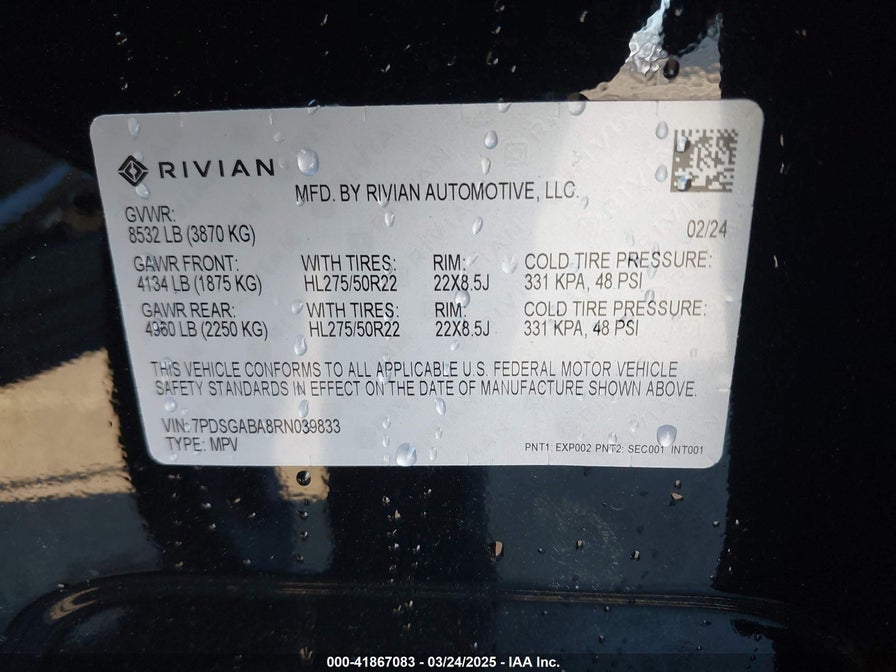 RIVIAN
MFD. BY RIVIAN AUTOMOTIVE, LLC.
GVWR:
8532 LB (3870 KG)
02/24
GAWR FRONT: WITH TIRES: RIM: COLD TIRE PRESSURE:
4134 LB (1875 KG) HL275/50R22 22X8.5J 331 KPA, 48 PSI
GAWR REAR: WITH TIRES: RIM: COLD TIRE PRESSURE:
4960 LB (2250 KG) HL275/50R22 22X8.5J 331 KPA, 48 PSI
THIS VEHICLE CONFORMS TO ALL APPLICABLE U.S. FEDERAL MOTOR VEHICLE
SAFETY STANDARDS IN EFFECT ON THE DATE OF MANUFACTURE SHOWN ABOVE.
VIN: 7PDSGABA8RN039833
TYPE: MPV
PNT1: EXP002 PNT2: SEC001 INT001
000-41867083 - 03/24/2025 - IAA Inc.